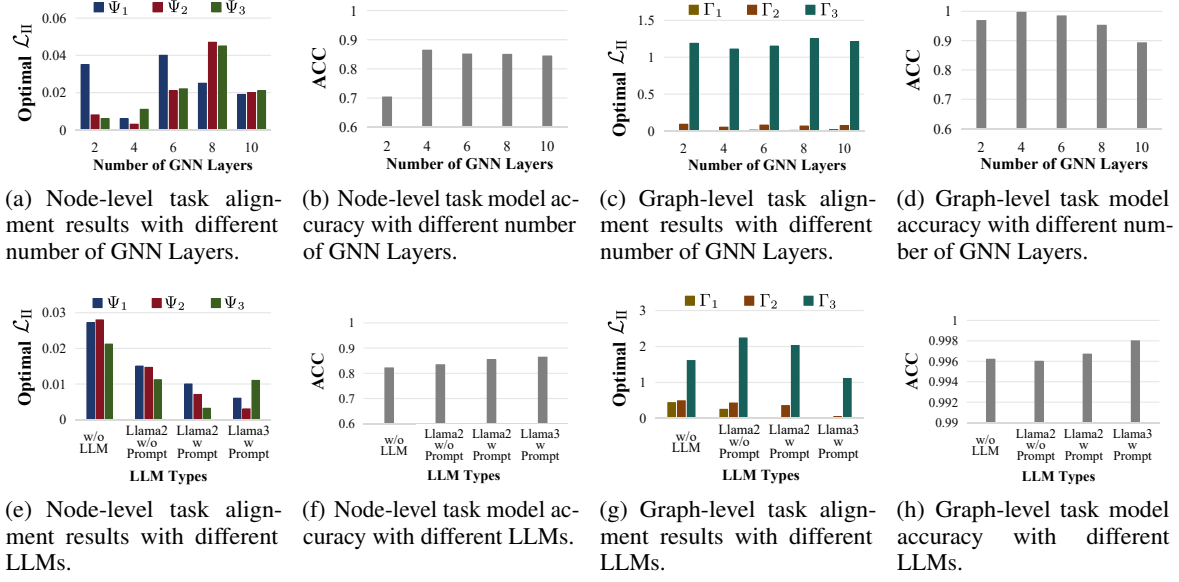 Ψ1 Ψ2 Ψ3
Optimal ℒII
0.06
0.04
0.02
0
2 4 6 8 10
Number of GNN Layers
ACC
1
0.9
0.8
0.7
0.6
2 4 6 8 10
Number of GNN Layers
Γ1 Γ2 Γ3
Optimal ℒII
1.5
1
0.5
0
2 4 6 8 10
Number of GNN Layers
ACC
1
0.9
0.8
0.7
0.6
2 4 6 8 10
Number of GNN Layers
(a) Node-level task align-
ment results with different
number of GNN Layers.
(b) Node-level task model ac-
curacy with different number
of GNN Layers.
(c) Graph-level task align-
ment results with different
number of GNN Layers.
(d) Graph-level task model
accuracy with different num-
ber of GNN Layers.
Ψ1 Ψ2 Ψ3
Optimal ℒII
0.03
0.02
0.01
0
w/o Llama2 Llama2 Llama3
LLM w/o w w
Prompt Prompt Prompt
LLM Types
ACC
1
0.9
0.8
0.7
0.6
w/o Llama2 Llama2 Llama3
LLM w/o w w
Prompt Prompt Prompt
LLM Types
Γ1 Γ2 Γ3
Optimal ℒII
3
2
1
0
w/o Llama2 Llama2 Llama3
LLM w/o w w
Prompt Prompt Prompt
LLM Types
ACC
1
0.998
0.996
0.994
0.992
0.99
w/o Llama2 Llama2 Llama3
LLM w/o w w
Prompt Prompt Prompt
LLM Types
(e) Node-level task align-
ment results with different
LLMs.
(f) Node-level task model ac-
curacy with different LLMs.
(g) Graph-level task align-
ment results with different
LLMs.
(h) Graph-level task model
accuracy with different
LLMs.